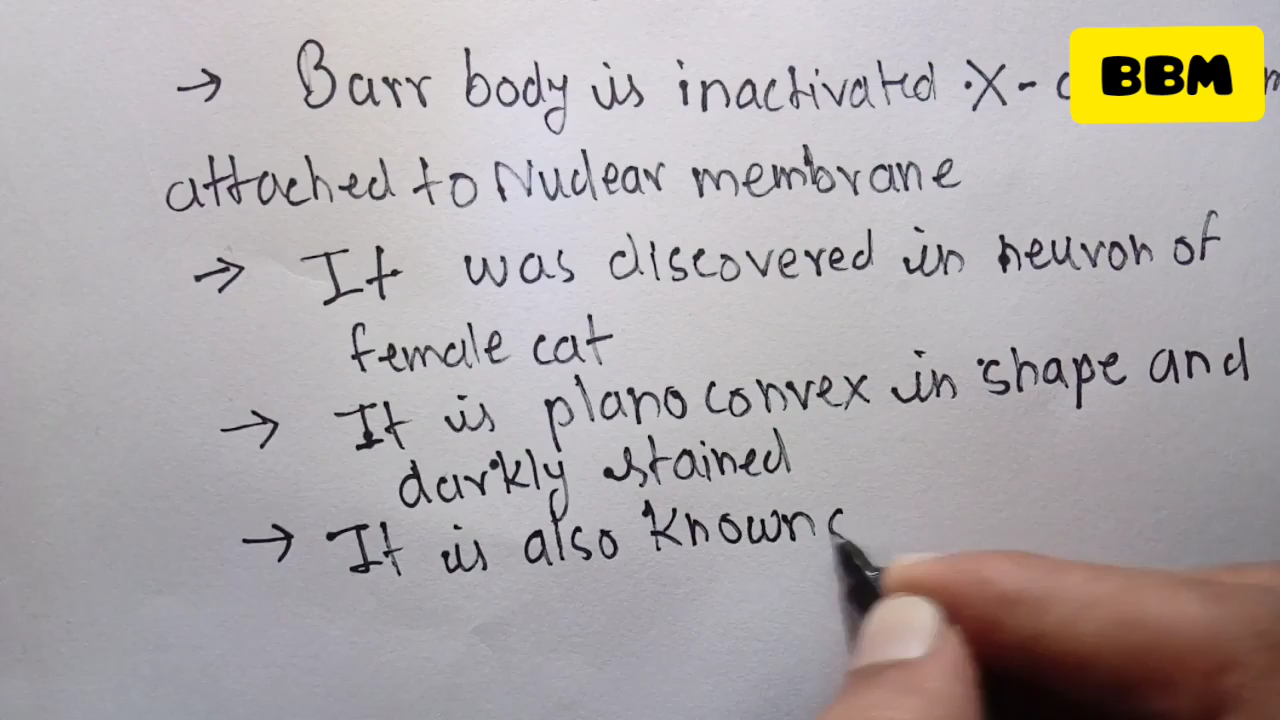 BBM
→ Barr body is inactivated X-
attached to Nuclear membrane
→ It was discovered in neuron of
female cat
→ It is plano convex in shape and
darkly stained
→ It is also known